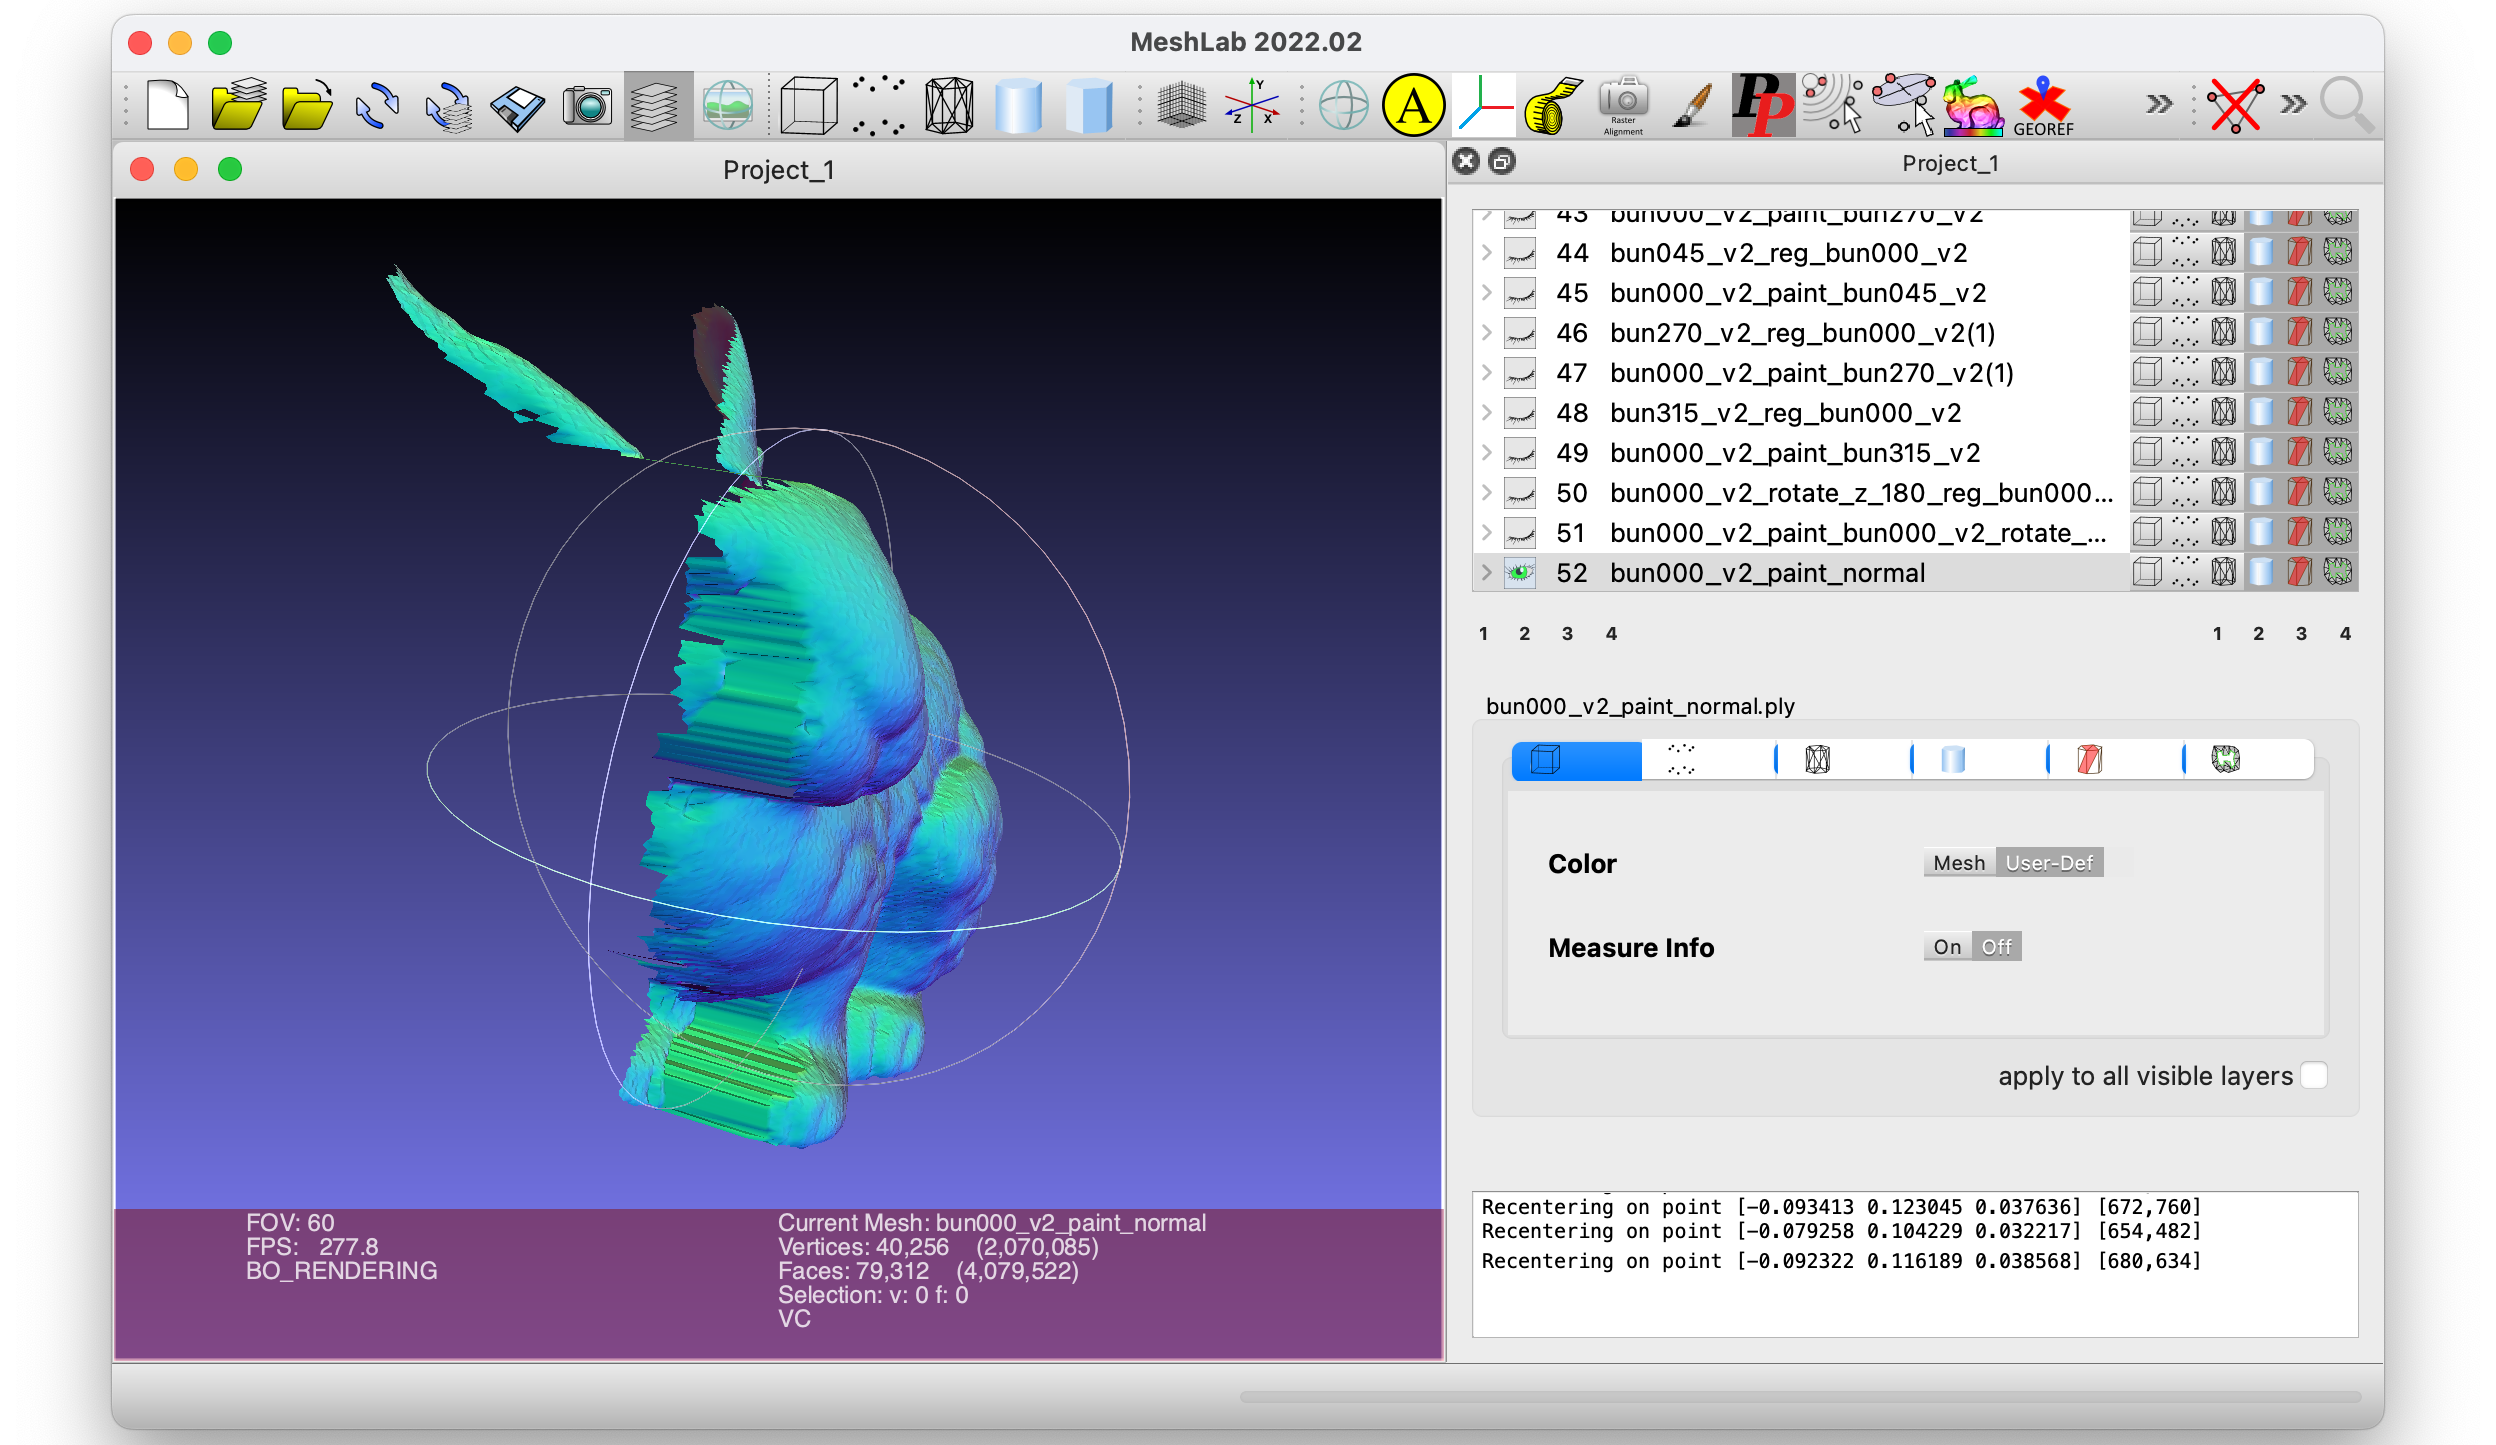 MeshLab 2022.02
Y
Z X
A
Raster
Alignment
PP
GEOREF
Project_1
Project_1
43 bun000_v2_paint_bun270_v2
44 bun045_v2_reg_bun000_v2
45 bun000_v2_paint_bun045_v2
46 bun270_v2_reg_bun000_v2(1)
47 bun000_v2_paint_bun270_v2(1)
48 bun315_v2_reg_bun000_v2
49 bun000_v2_paint_bun315_v2
50 bun000_v2_rotate_z_180_reg_bun000...
51 bun000_v2_paint_bun000_v2_rotate_...
52 bun000_v2_paint_normal
1 2 3 4 1 2 3 4
bun000_v2_paint_normal.ply
Color Mesh User-Def
Measure Info On Off
apply to all visible layers
Recentering on point [-0.093413 0.123045 0.037636] [672,760]
Recentering on point [-0.079258 0.104229 0.032217] [654,482]
Recentering on point [-0.092322 0.116189 0.038568] [680,634]
FOV: 60
FPS: 277.8
BO_RENDERING
Current Mesh: bun000_v2_paint_normal
Vertices: 40,256 (2,070,085)
Faces: 79,312 (4,079,522)
Selection: v: 0 f: 0
VC